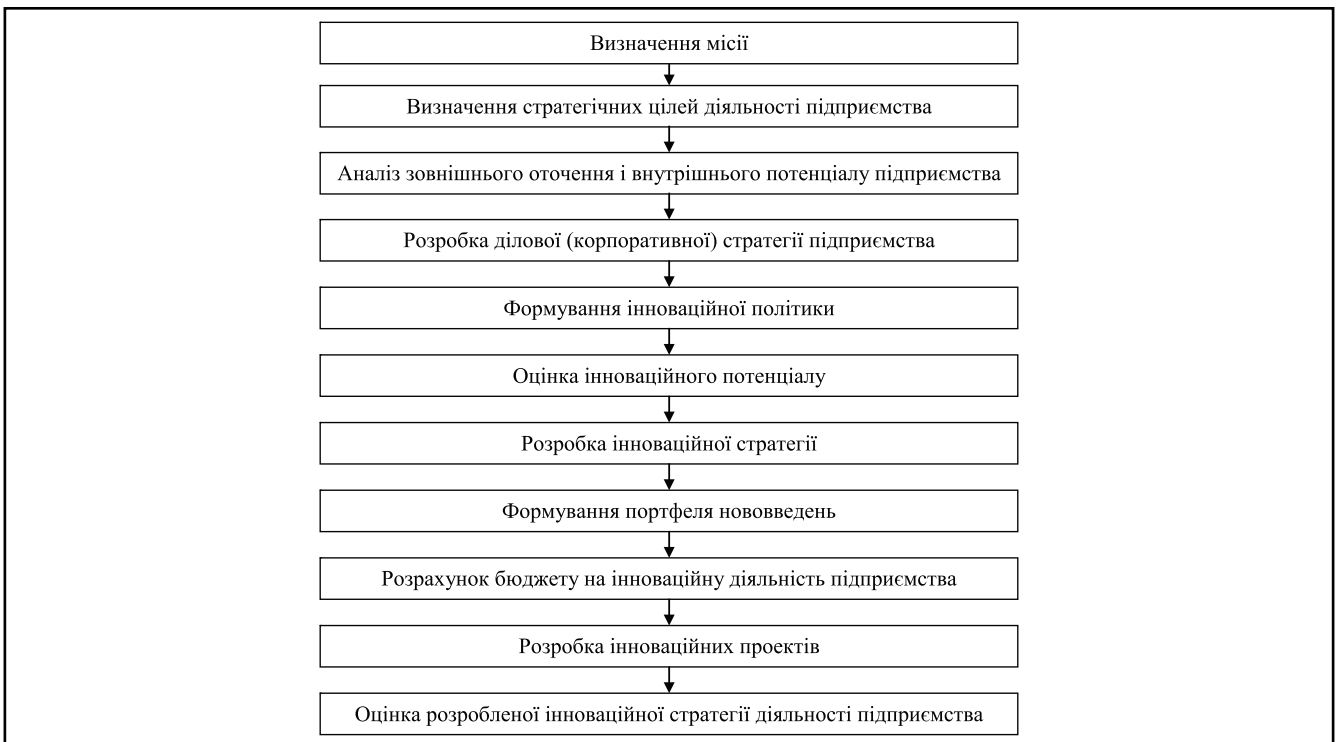 Визначення місії
Визначення стратегічних цілей діяльності підприємства
Аналіз зовнішнього оточення і внутрішнього потенціалу підприємства
Розробка ділової (корпоративної) стратегії підприємства
Формування інноваційної політики
Оцінка інноваційного потенціалу
Розробка інноваційної стратегії
Формування портфеля нововведень
Розрахунок бюджету на інноваційну діяльність підприємства
Розробка інноваційних проектів
Оцінка розробленої інноваційної стратегії діяльності підприємства